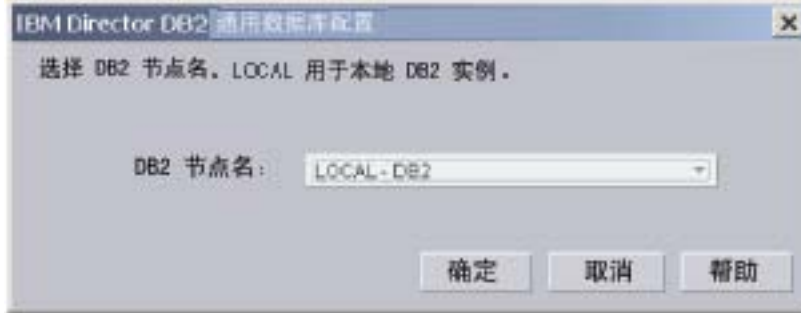 IBM Director DB2 通用数据库配置
选择 DB2 节点名。LOCAL 用于本地 DB2 实例。
DB2 节点名： LOCAL-DB2
确定 取消 帮助